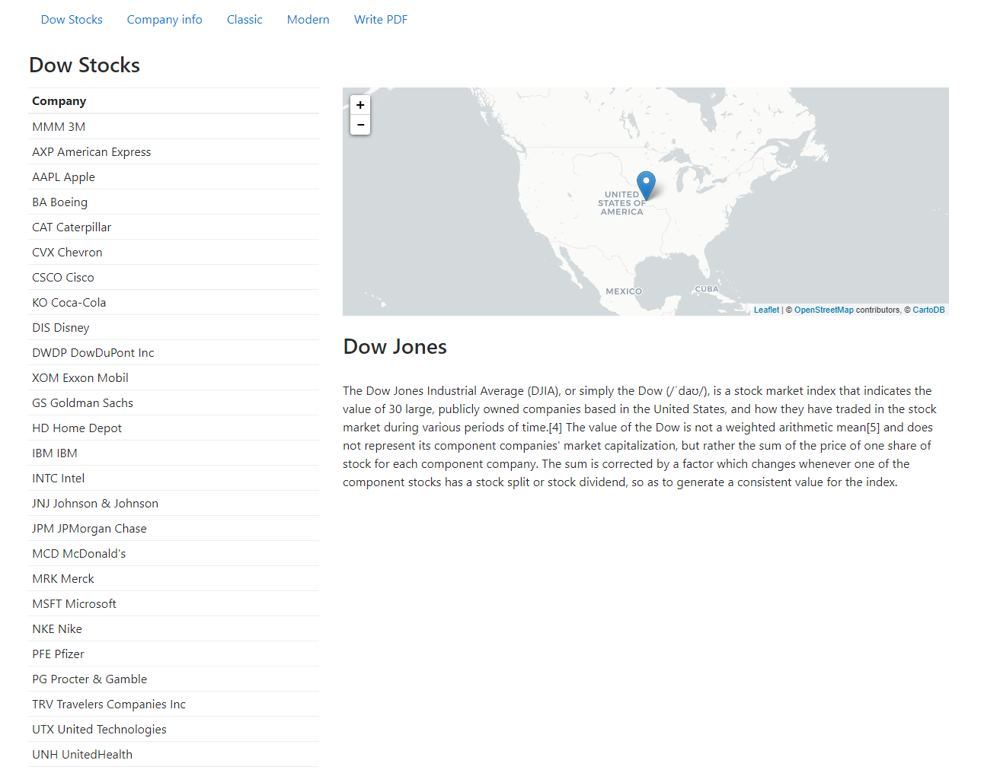 Dow Stocks Company info Classic Modern Write PDF
Dow Stocks
Company
MMM 3M
AXP American Express
AAPL Apple
BA Boeing
CAT Caterpillar
CVX Chevron
CSCO Cisco
KO Coca-Cola
DIS Disney
DWDP DowDuPont Inc
XOM Exxon Mobil
GS Goldman Sachs
HD Home Depot
IBM IBM
INTC Intel
JNJ Johnson & Johnson
JPM JPMorgan Chase
MCD McDonald's
MRK Merck
MSFT Microsoft
NKE Nike
PFE Pfizer
PG Procter & Gamble
TRV Travelers Companies Inc
UTX United Technologies
UNH UnitedHealth
+
−
UNITED
STATES OF
AMERICA
MEXICO
CUBA
Leaflet | © OpenStreetMap contributors, © CartoDB
Dow Jones
The Dow Jones Industrial Average (DJIA), or simply the Dow (/ˈdaʊ/), is a stock market index that indicates the
value of 30 large, publicly owned companies based in the United States, and how they have traded in the stock
market during various periods of time.[4] The value of the Dow is not a weighted arithmetic mean[5] and does
not represent its component companies' market capitalization, but rather the sum of the price of one share of
stock for each component company. The sum is corrected by a factor which changes whenever one of the
component stocks has a stock split or stock dividend, so as to generate a consistent value for the index.